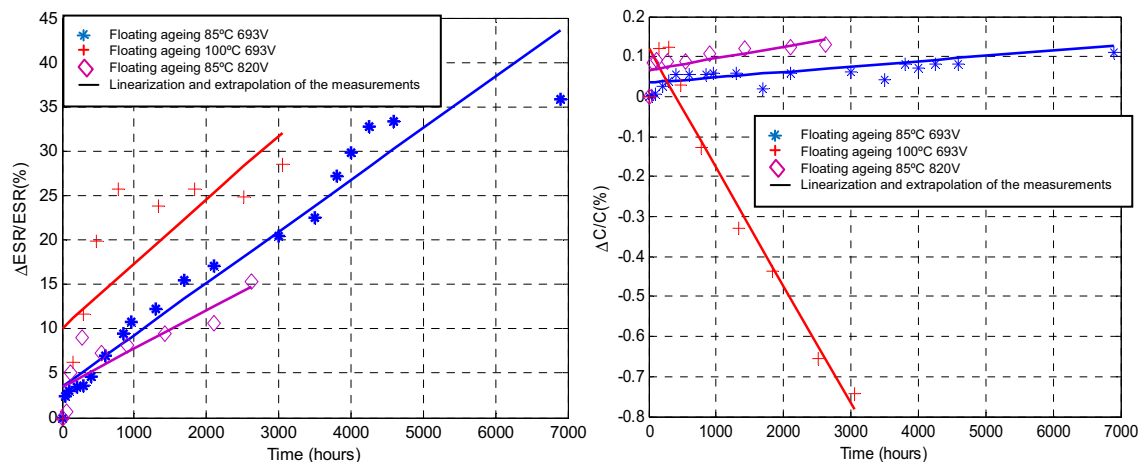 45
40
35
30
25
20
15
10
5
0
ΔESR/ESR(%)
Floating ageing 85ºC 693V
Floating ageing 100ºC 693V
Floating ageing 85ºC 820V
Linearization and extrapolation of the measurements
0 1000 2000 3000 4000 5000 6000 7000
Time (hours)
0.2
0.1
0
-0.1
-0.2
-0.3
-0.4
-0.5
-0.6
-0.7
-0.8
ΔC/C(%)
Floating ageing 85ºC 693V
Floating ageing 100ºC 693V
Floating ageing 85ºC 820V
Linearization and extrapolation of the measurements
0 1000 2000 3000 4000 5000 6000 7000
Time (hours)